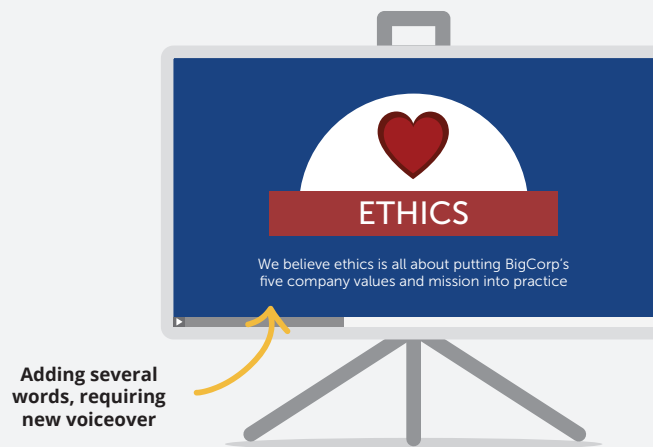 ETHICS
We believe ethics is all about putting BigCorp's
five company values and mission into practice
Adding several
words, requiring
new voiceover